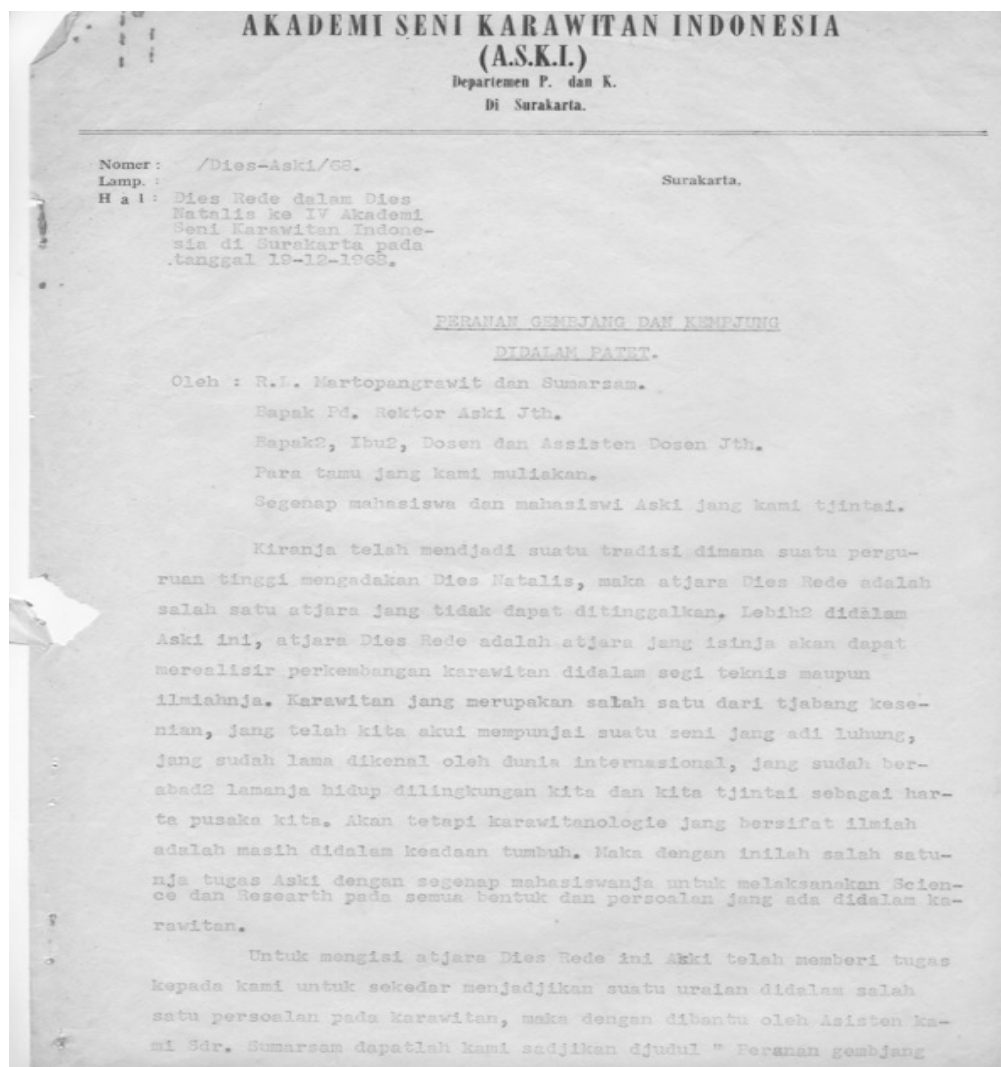 AKADEMI SENI KARAWITAN INDONESIA
(A.S.K.I.)
Departemen P. dan K.
Di Surakarta.
Nomer : /Dies-Aski/68.
Lamp. :
Surakarta,
H a l : Dies Rede dalam Dies
Natalis ke IV Akademi
Seni Karawitan Indone-
sia di Surakarta pada
.tanggal 19-12-1968.
PERANAN GEMBJANG DAN KEMPJUNG
DIDALAM PATET.
Oleh : R.L. Martopangrawit dan Sumarsam.
Bapak Pd. Rektor Aski Jth.
Bapak2, Ibu2, Dosen dan Assisten Dosen Jth.
Para tamu jang kami muliakan.
Segenap mahasiswa dan mahasiswi Aski jang kami tjintai.
Kiranja telah mendjadi suatu tradisi dimana suatu pergu-
ruan tinggi mengadakan Dies Natalis, maka atjara Dies Rede adalah
salah satu atjara jang tidak dapat ditinggalkan. Lebih2 didalam
Aski ini, atjara Dies Rede adalah atjara jang isinja akan dapat
merealisir perkembangan karawitan didalam segi teknis maupun
ilmiahnja. Karawitan jang merupakan salah satu dari tjabang kese-
nian, jang telah kita akui mempunjai suatu seni jang adi luhung,
jang sudah lama dikenal oleh dunia internasional, jang sudah ber-
abad2 lamanja hidup dilingkungan kita dan kita tjintai sebagai har-
ta pusaka kita. Akan tetapi karawitanologie jang bersifat ilmiah
adalah masih didalam keadaan tumbuh. Maka dengan inilah salah satu-
nja tugas Aski dengan segenap mahasiswanja untuk melaksanakan Scien-
ce dan Researth pada semua bentuk dan persoalan jang ada didalam ka-
rawitan.
Untuk mengisi atjara Dies Rede ini Aski telah memberi tugas
kepada kami untuk sekedar menjadjikan suatu uraian didalam salah
satu persoalan pada karawitan, maka dengan dibantu oleh Asisten ka-
mi Sdr. Sumarsam dapatlah kami sadjikan djudul " Peranan gembjang